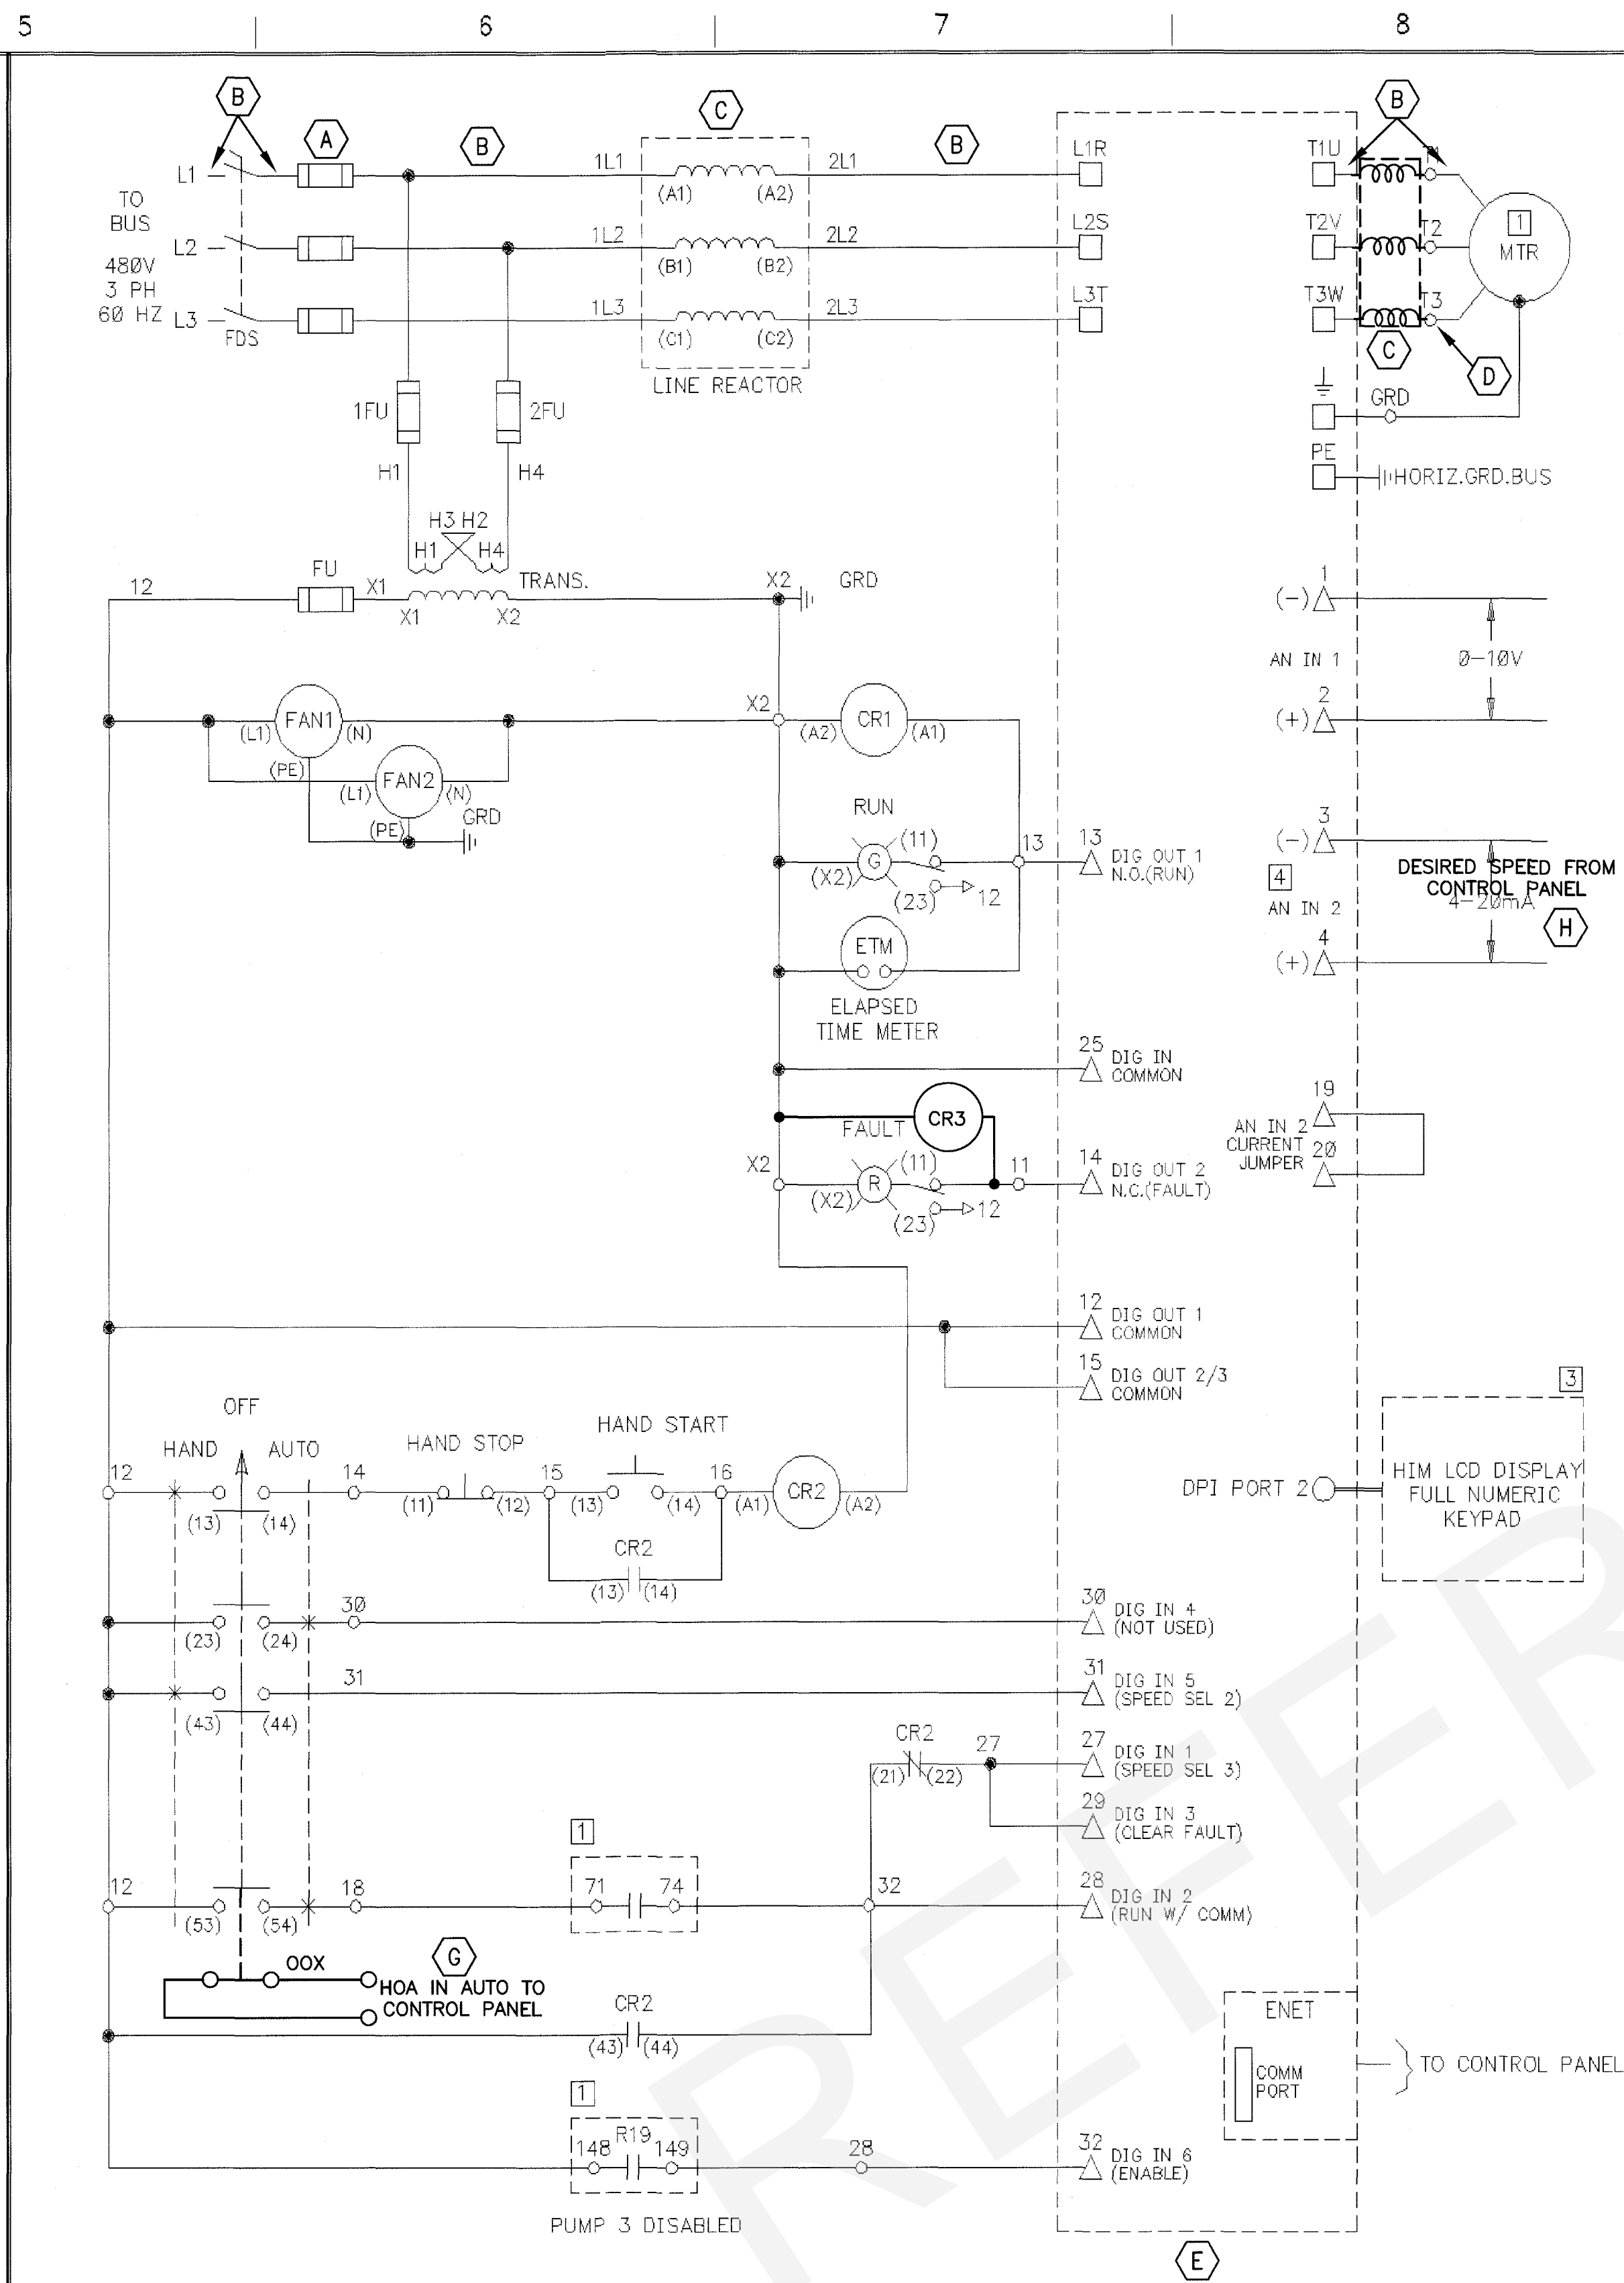 5 6 7 8
B A B C B B
L1 1L1 2L1 L1R T1U
(A1) (A2)
TO
BUS
L2 1L2 2L2 L2S T2V T2
(B1) (B2)
1
MTR
480V
3 PH
60 HZ
L3 1L3 2L3 L3T T3W T3
FDS
(C1) (C2)
LINE REACTOR
C D
1FU 2FU
GRD
H1 H4
PE
HORIZ.GRD.BUS
H3 H2
H1 H4
12 FU X1 TRANS. X2 GRD
X1 X2
1
(-)
AN IN 1 0-10V
2
(+)
FAN1
(L1) (N)
X2
CR1
(A2) (A1)
(PE)
FAN2
(L1) (N)
(PE) GRD
RUN
G
(11) 13 13
(X2)
(23) 12
DIG OUT 1
N.O.(RUN)
3
(-)
4
AN IN 2
DESIRED SPEED FROM
CONTROL PANEL
4-20mA
H
4
(+)
ETM
ELAPSED
TIME METER
25
DIG IN
COMMON
CR3
FAULT
19
AN IN 2
CURRENT
JUMPER
20
X2
R
(11) 11 14
(X2)
(23) 12
DIG OUT 2
N.C.(FAULT)
12
DIG OUT 1
COMMON
15
DIG OUT 2/3
COMMON
3
OFF
HAND AUTO HAND STOP HAND START
12 14 15 16
(13) (14) (11) (12) (13) (14) (A1) CR2 (A2)
DPI PORT 2
HIM LCD DISPLAY
FULL NUMERIC
KEYPAD
CR2
(13) (14)
30 30
(23) (24)
DIG IN 4
(NOT USED)
31 31
(43) (44)
DIG IN 5
(SPEED SEL 2)
CR2 27 27
(21) (22)
DIG IN 1
(SPEED SEL 3)
29
DIG IN 3
(CLEAR FAULT)
1
12 18 71 74 32 28
(53) (54)
DIG IN 2
(RUN W/ COMM)
OOX G
HOA IN AUTO TO
CONTROL PANEL
CR2
(43) (44)
ENET
COMM
PORT
TO CONTROL PANEL
1
R19
148 149 28 32
DIG IN 6
(ENABLE)
PUMP 3 DISABLED
E
REFER